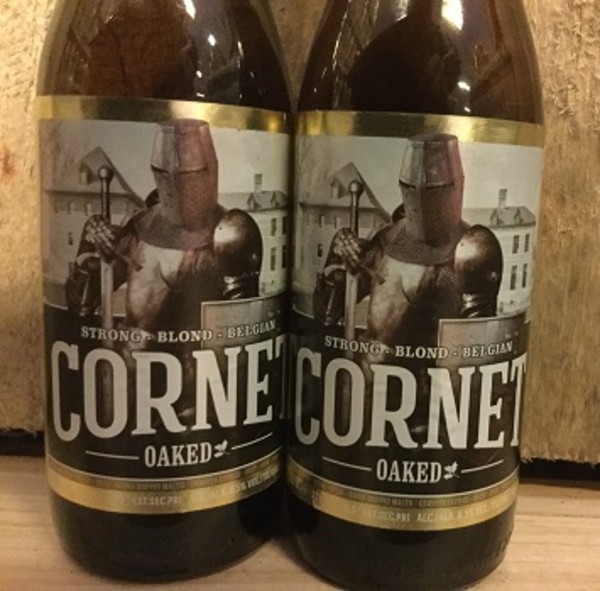 STRONG - BLOND - BELGIAN
CORNET
OAKED
STRONG - BLOND - BELGIAN
CORNET
OAKED